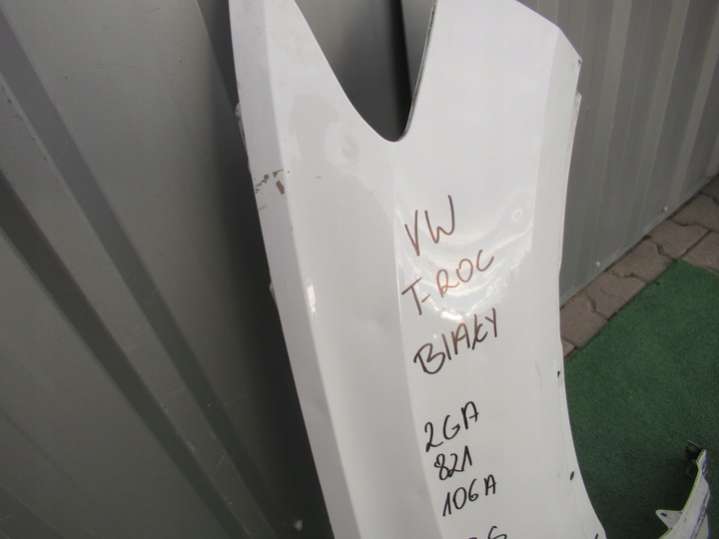 VW
T-ROC
BIAŁY
2GA
821
106A